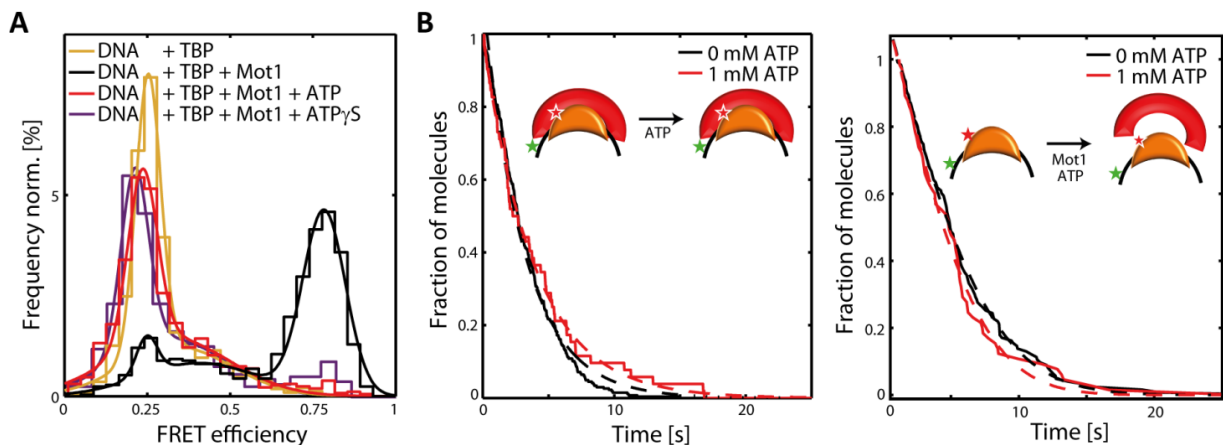 A
DNA + TBP
DNA + TBP + Mot1
DNA + TBP + Mot1 + ATP
DNA + TBP + Mot1 + ATPγS
Frequency norm. [%]
5
0
0 0.25 0.5 0.75 1
FRET efficiency
B
0 mM ATP
1 mM ATP
ATP
Fraction of molecules
1
0.8
0.6
0.4
0.2
0
0 10 20
Time [s]
0 mM ATP
1 mM ATP
Mot1
ATP
Fraction of molecules
1
0.8
0.6
0.4
0.2
0
0 10 20
Time [s]